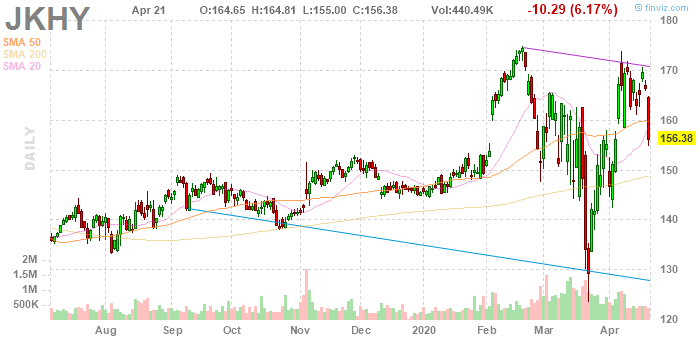 JKHY
Apr 21 O:164.65 H:164.81 L:155.00 C:156.38 Vol:440.49K -10.29 (6.17%)
© finviz.com
SMA 50
SMA 200
SMA 20
DAILY
180
170
160
156.38
150
140
130
120
2M
1.5M
1M
500K
Aug Sep Oct Nov Dec 2020 Feb Mar Apr